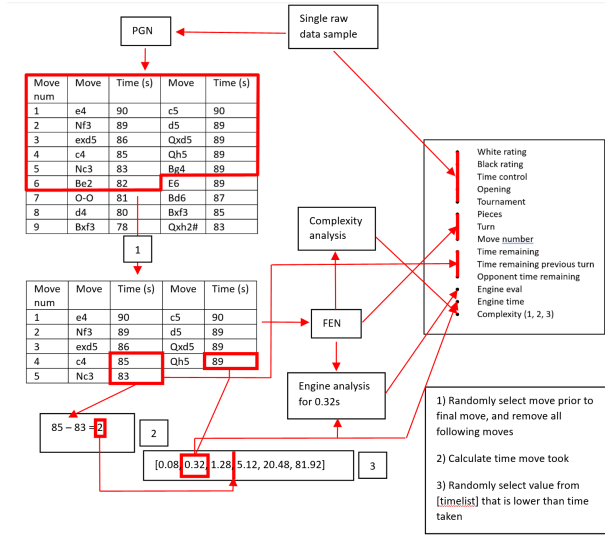 PGN
Single raw
data sample
Move num Move Time (s) Move Time (s)
1 e4 90 c5 90
2 Nf3 89 d5 89
3 exd5 86 Qxd5 89
4 c4 85 Qh5 89
5 Nc3 83 Bg4 89
6 Be2 82 E6 89
7 O-O 81 Bd6 87
8 d4 80 Bxf3 85
9 Bxf3 78 Qxh2# 83
1
Move num Move Time (s) Move Time (s)
1 e4 90 c5 90
2 Nf3 89 d5 89
3 exd5 86 Qxd5 89
4 c4 85 Qh5 89
5 Nc3 83
85 – 83 = 2
2
[0.08, 0.32, 1.28, 5.12, 20.48, 81.92]
3
Complexity
analysis
FEN
Engine analysis
for 0.32s
White rating
Black rating
Time control
Opening
Tournament
Pieces
Turn
Move number
Time remaining
Time remaining previous turn
Opponent time remaining
Engine eval
Engine time
Complexity (1, 2, 3)
1) Randomly select move prior to
final move, and remove all
following moves
2) Calculate time move took
3) Randomly select value from
[timelist] that is lower than time
taken